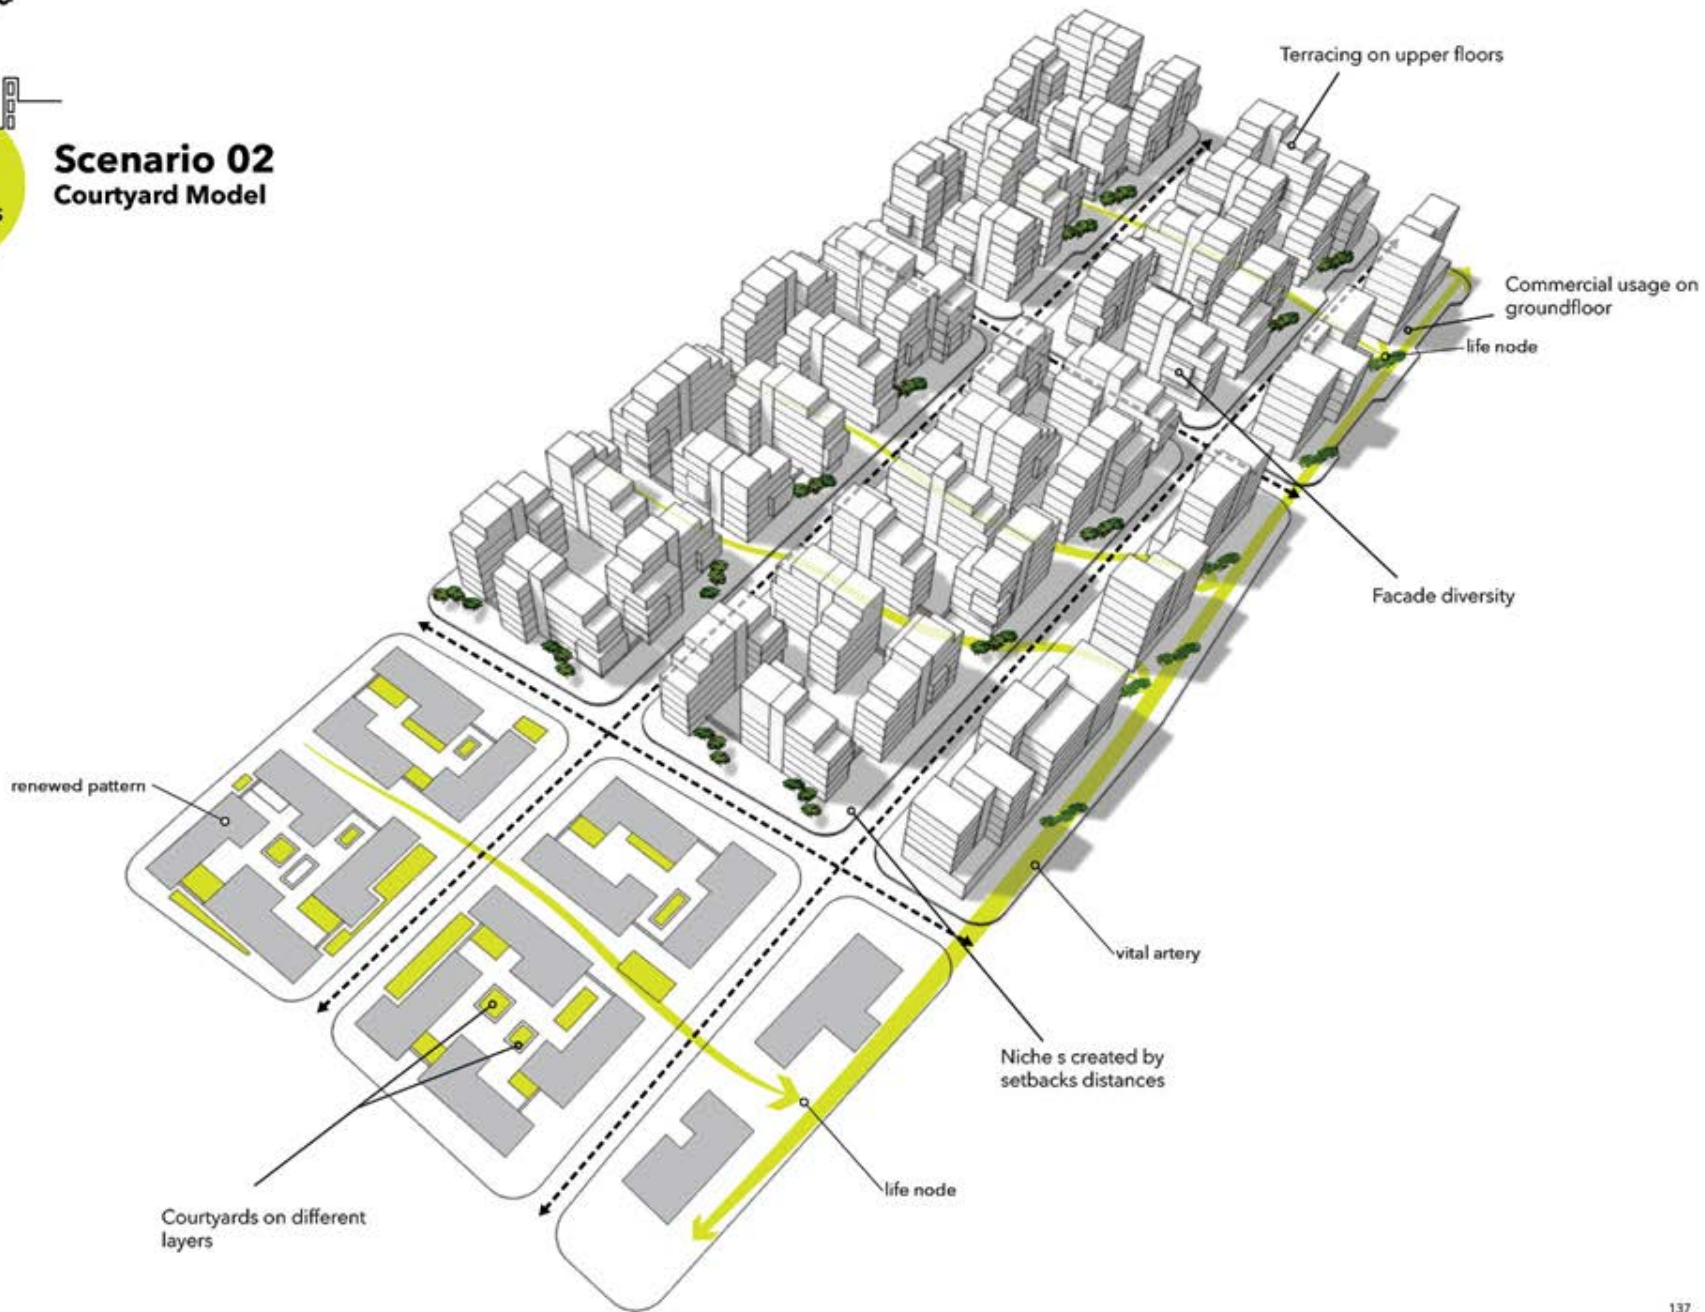 Scenario 02
Courtyard Model
Terracing on upper floors
Commercial usage on
groundfloor
life node
Facade diversity
renewed pattern
vital artery
Niche s created by
setbacks distances
life node
Courtyards on different
layers
137